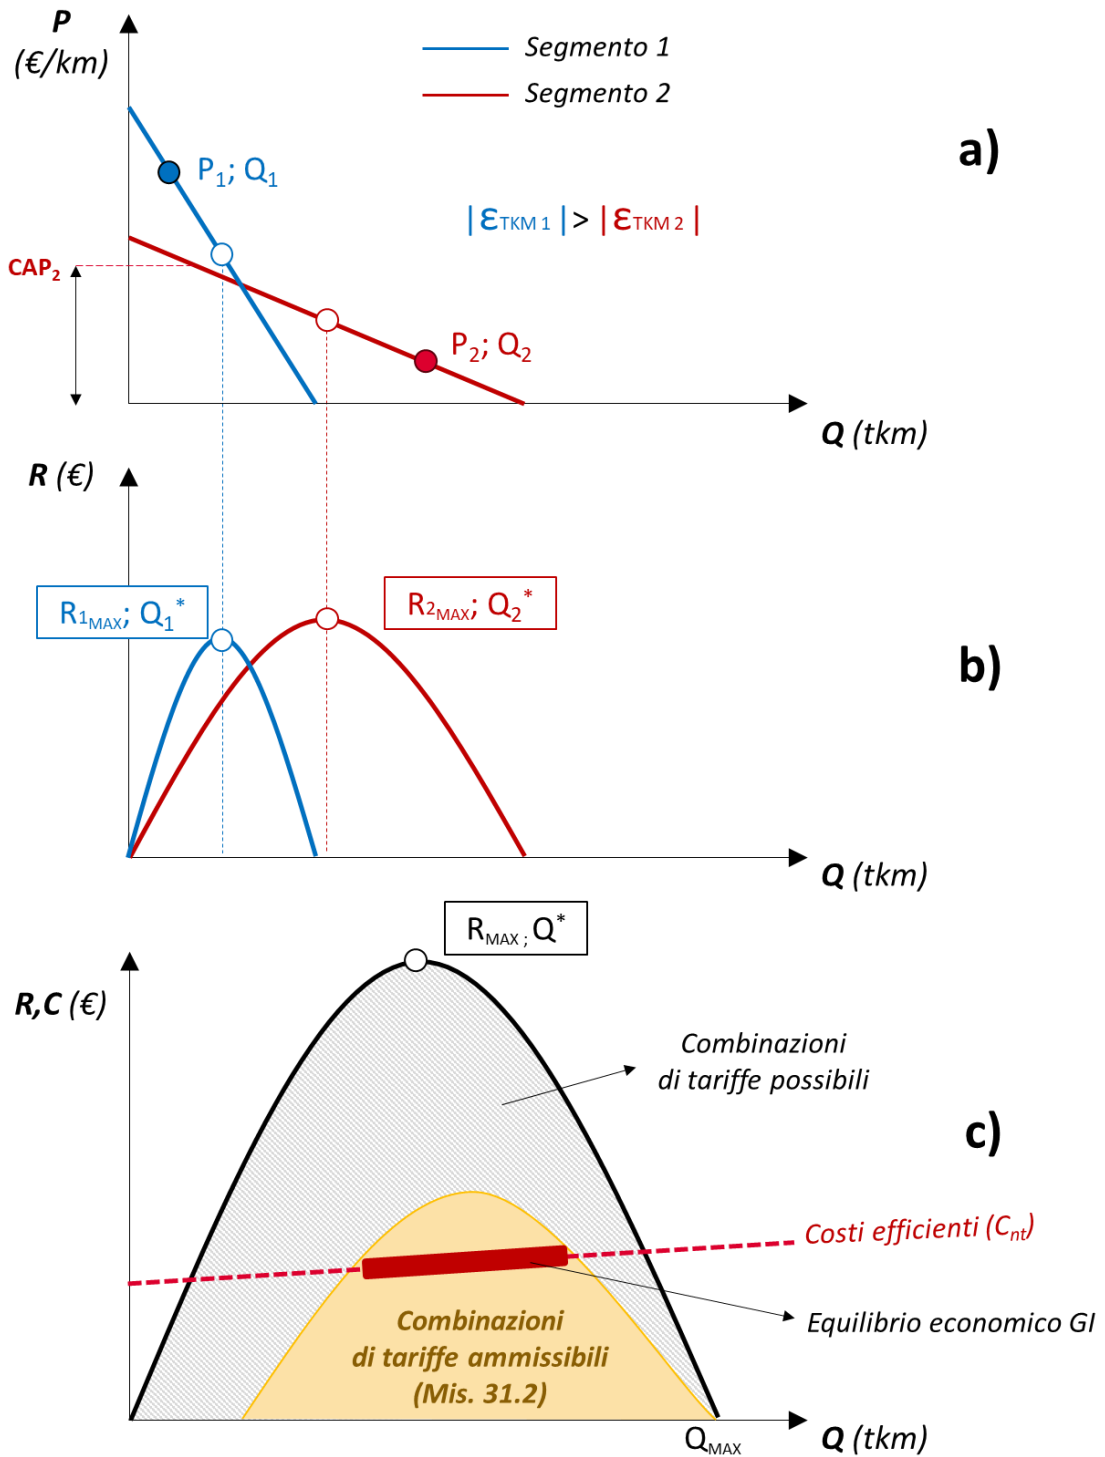 P
(€/km)
Segmento 1
Segmento 2
a)
P1; Q1
|εTKM 1| > |εTKM 2|
CAP2
P2; Q2
Q (tkm)
R (€)
R1MAX; Q1*
R2MAX; Q2*
b)
Q (tkm)
RMAX ; Q*
R,C (€)
Combinazioni
di tariffe possibili
c)
Costi efficienti (Cnt)
Equilibrio economico GI
Combinazioni
di tariffe ammissibili
(Mis. 31.2)
QMAX
Q (tkm)